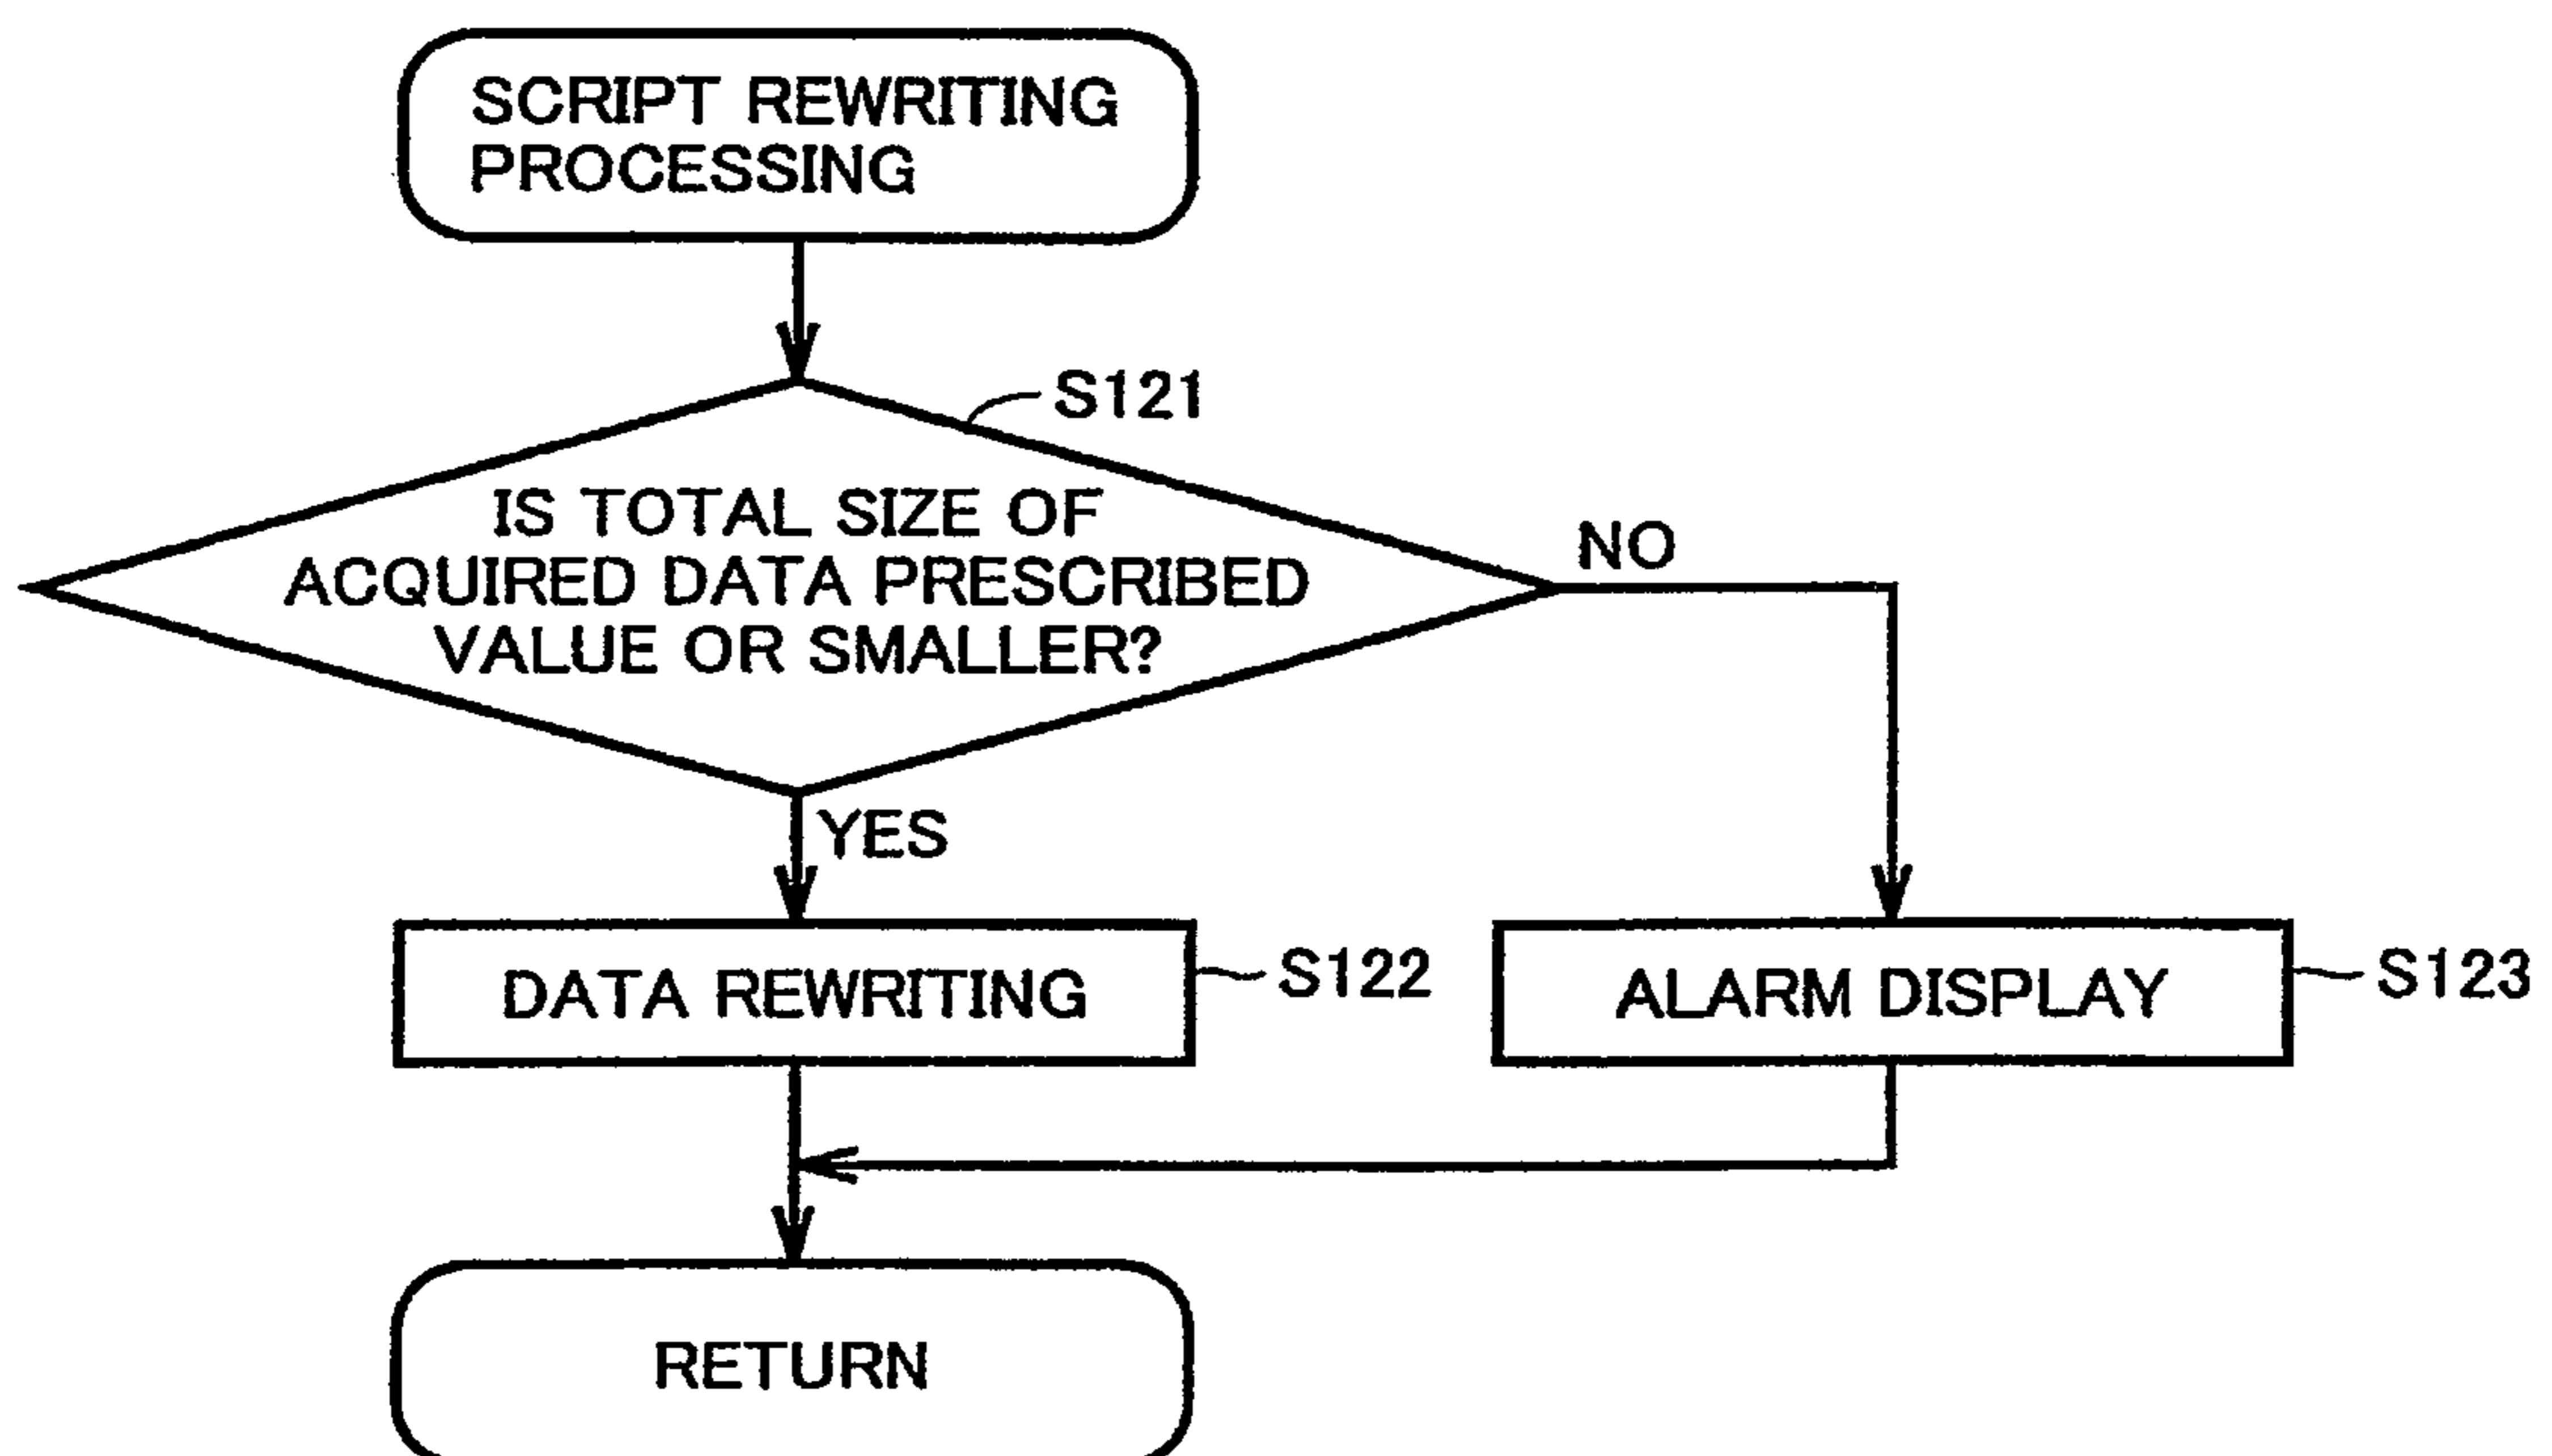 SCRIPT REWRITING
PROCESSING
S121
IS TOTAL SIZE OF
ACQUIRED DATA PRESCRIBED
VALUE OR SMALLER?
NO
YES
DATA REWRITING
S122
ALARM DISPLAY
S123
RETURN